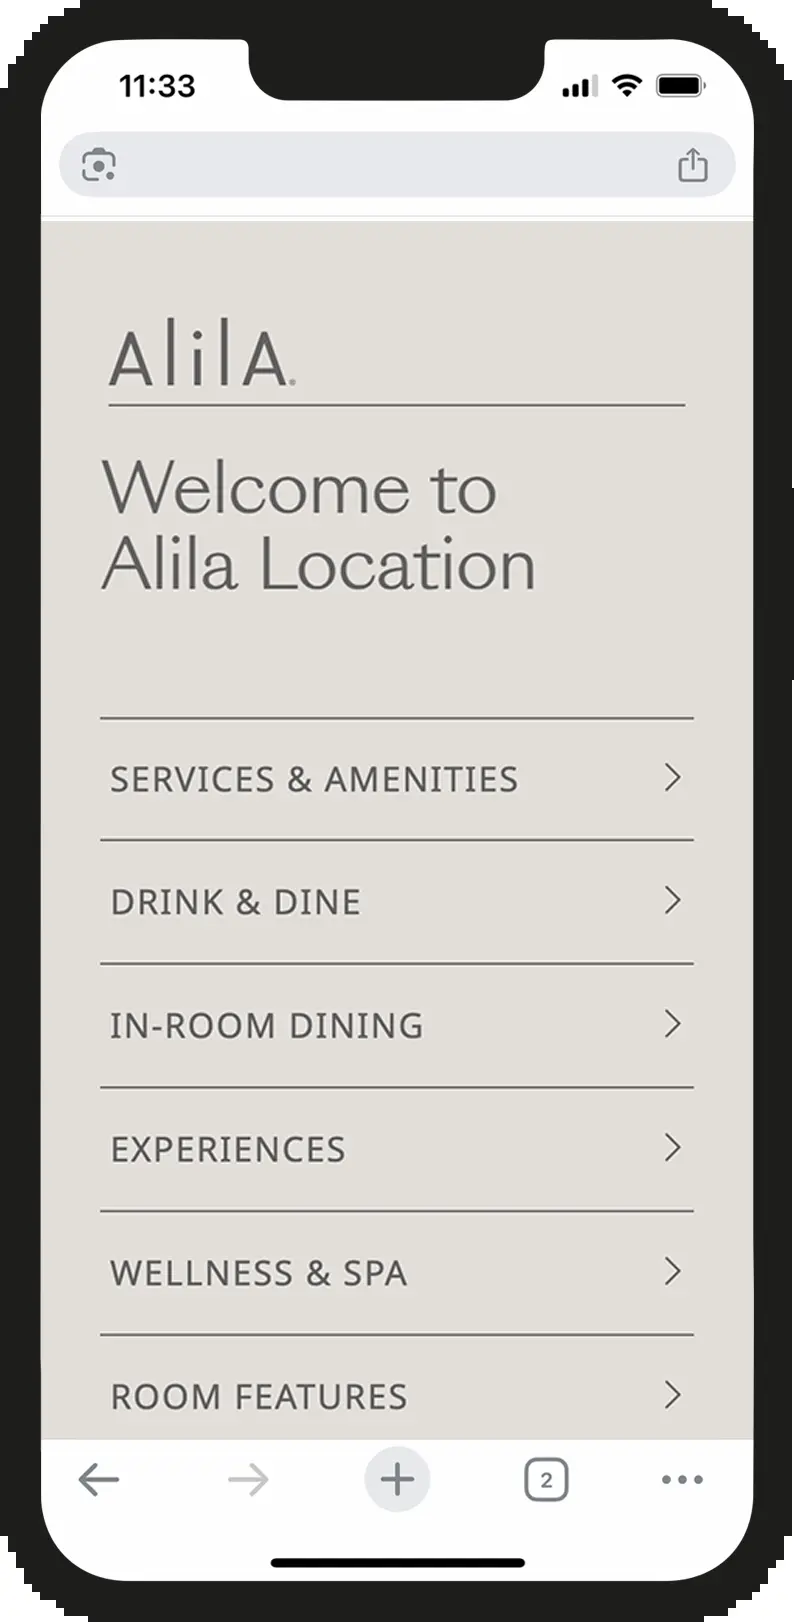 11:33
AlilA.
Welcome to
Alila Location
SERVICES & AMENITIES
DRINK & DINE
IN-ROOM DINING
EXPERIENCES
WELLNESS & SPA
ROOM FEATURES
2